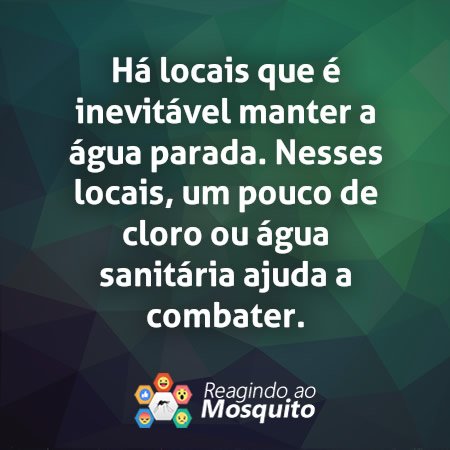 Há locais que é
inevitável manter a
água parada. Nesses
locais, um pouco de
cloro ou água
sanitária ajuda a
combater.
Reagindo ao
Mosquito